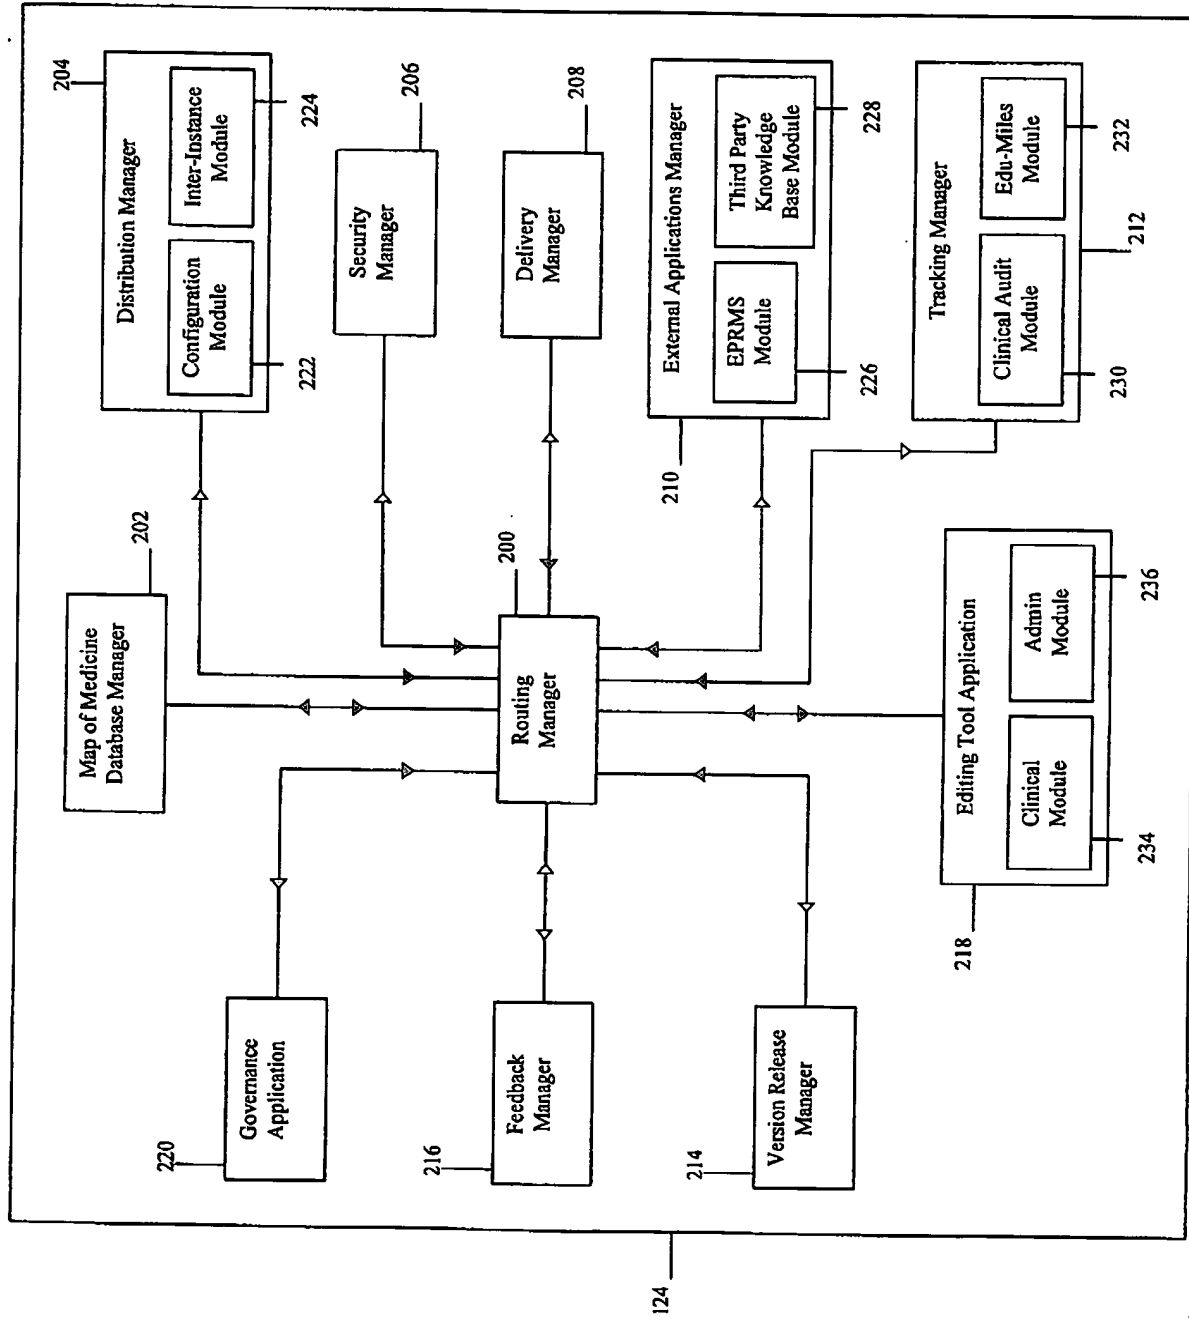 204
Distribution Manager
Configuration
Module
Inter-Instance
Module
222
224
Map of Medicine
Database Manager
202
Security
Manager
206
Delivery
Manager
208
Routing
Manager
200
External Applications Manager
EPRMS
Module
Third Party
Knowledge
Base Module
210
226
228
Tracking Manager
Clinical Audit
Module
Edu-Miles
Module
230
212
232
Editing Tool Application
Clinical
Module
Admin
Module
218
234
236
Governance
Application
220
Feedback
Manager
216
Version Release
Manager
214
124